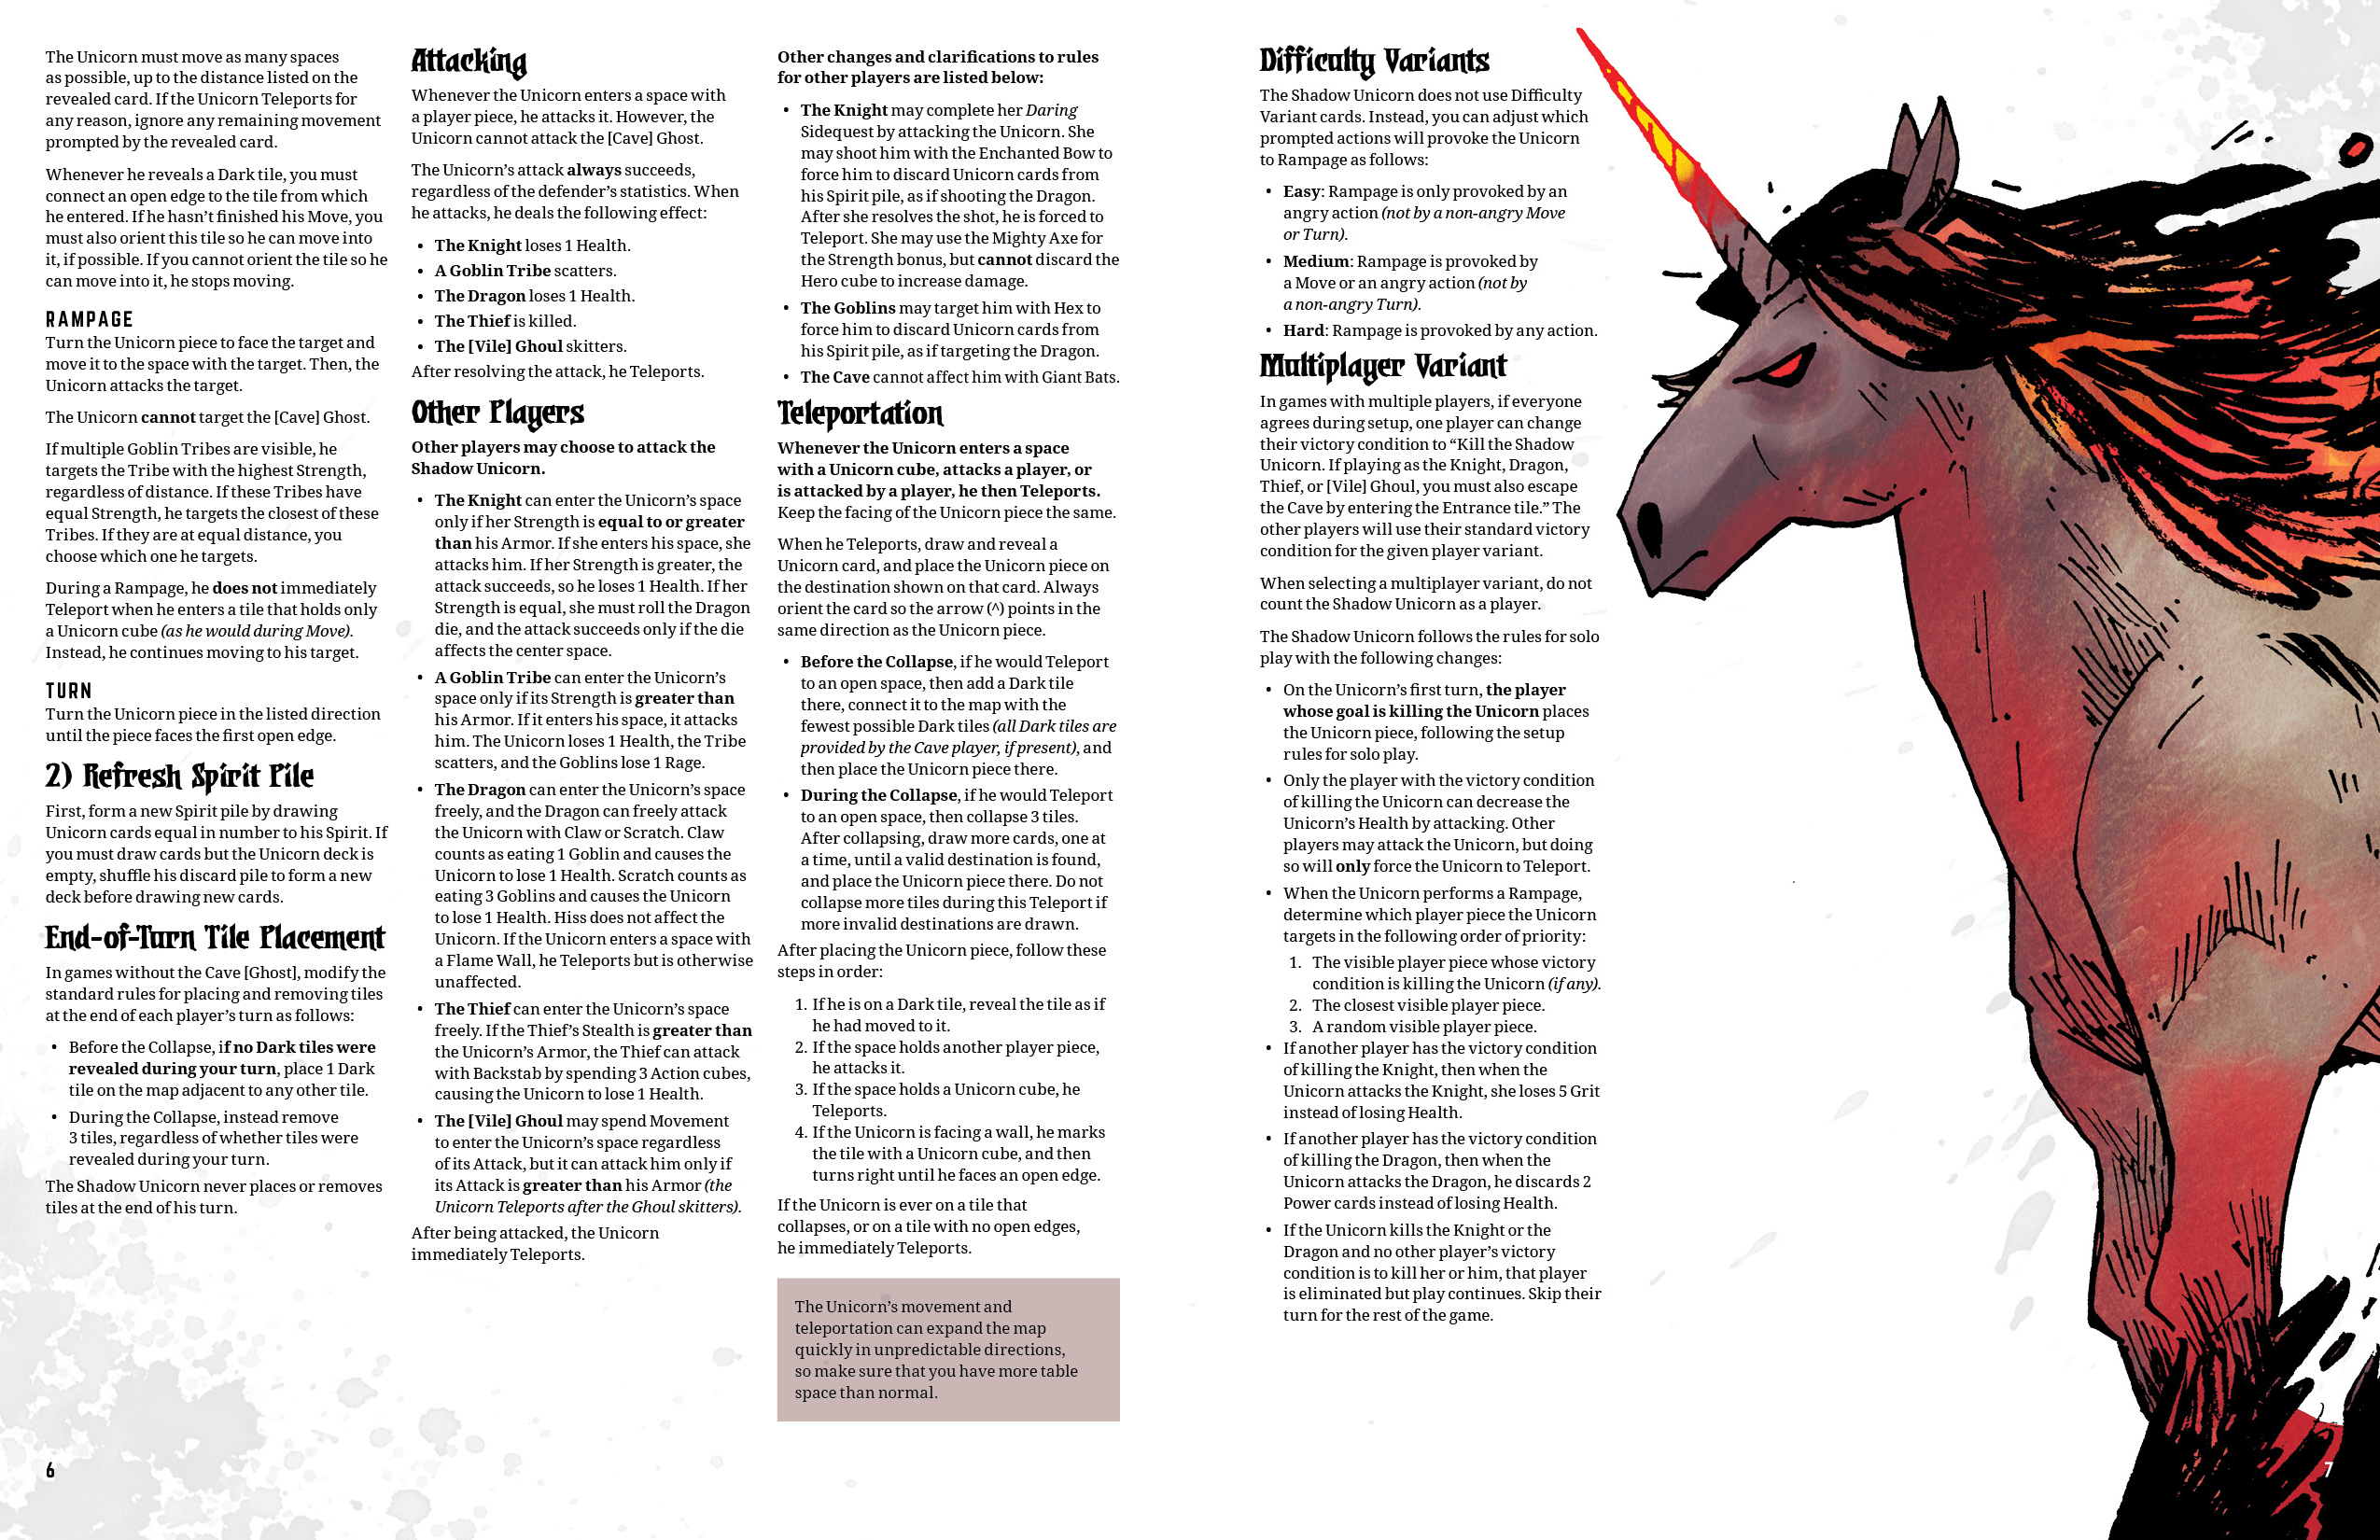 The Unicorn must move as many spaces
as possible, up to the distance listed on the
revealed card. If the Unicorn Teleports for
any reason, ignore any remaining movement
prompted by the revealed card.
Whenever he reveals a Dark tile, you must
connect an open edge to the tile from which
he entered. If he hasn’t finished his Move, you
must also orient this tile so he can move into
it, if possible. If you cannot orient the tile so he
can move into it, he stops moving.
RAMPAGE
Turn the Unicorn piece to face the target and
move it to the space with the target. Then, the
Unicorn attacks the target.
The Unicorn cannot target the [Cave] Ghost.
If multiple Goblin Tribes are visible, he
targets the Tribe with the highest Strength,
regardless of distance. If these Tribes have
equal Strength, he targets the closest of these
Tribes. If they are at equal distance, you
choose which one he targets.
During a Rampage, he does not immediately
Teleport when he enters a tile that holds only
a Unicorn cube (as he would during Move).
Instead, he continues moving to his target.
TURN
Turn the Unicorn piece in the listed direction
until the piece faces the first open edge.
2) Refresh Spirit Pile
First, form a new Spirit pile by drawing
Unicorn cards equal in number to his Spirit. If
you must draw cards but the Unicorn deck is
empty, shuffle his discard pile to form a new
deck before drawing new cards.
End-of-Turn Tile Placement
In games without the Cave [Ghost], modify the
standard rules for placing and removing tiles
at the end of each player’s turn as follows:
• Before the Collapse, if no Dark tiles were
revealed during your turn, place 1 Dark
tile on the map adjacent to any other tile.
• During the Collapse, instead remove
3 tiles, regardless of whether tiles were
revealed during your turn.
The Shadow Unicorn never places or removes
tiles at the end of his turn.
6
Attacking
Whenever the Unicorn enters a space with
a player piece, he attacks it. However, the
Unicorn cannot attack the [Cave] Ghost.
The Unicorn’s attack always succeeds,
regardless of the defender’s statistics. When
he attacks, he deals the following effect:
• The Knight loses 1 Health.
• A Goblin Tribe scatters.
• The Dragon loses 1 Health.
• The Thief is killed.
• The [Vile] Ghoul skitters.
After resolving the attack, he Teleports.
Other Players
Other players may choose to attack the
Shadow Unicorn.
• The Knight can enter the Unicorn’s space
only if her Strength is equal to or greater
than his Armor. If she enters his space, she
attacks him. If her Strength is greater, the
attack succeeds, so he loses 1 Health. If her
Strength is equal, she must roll the Dragon
die, and the attack succeeds only if the die
affects the center space.
• A Goblin Tribe can enter the Unicorn’s
space only if its Strength is greater than
his Armor. If it enters his space, it attacks
him. The Unicorn loses 1 Health, the Tribe
scatters, and the Goblins lose 1 Rage.
• The Dragon can enter the Unicorn’s space
freely, and the Dragon can freely attack
the Unicorn with Claw or Scratch. Claw
counts as eating 1 Goblin and causes the
Unicorn to lose 1 Health. Scratch counts as
eating 3 Goblins and causes the Unicorn
to lose 1 Health. Hiss does not affect the
Unicorn. If the Unicorn enters a space with
a Flame Wall, he Teleports but is otherwise
unaffected.
• The Thief can enter the Unicorn’s space
freely. If the Thief’s Stealth is greater than
the Unicorn’s Armor, the Thief can attack
with Backstab by spending 3 Action cubes,
causing the Unicorn to lose 1 Health.
• The [Vile] Ghoul may spend Movement
to enter the Unicorn’s space regardless
of its Attack, but it can attack him only if
its Attack is greater than his Armor (the
Unicorn Teleports after the Ghoul skitters).
After being attacked, the Unicorn
immediately Teleports.
Other changes and clarifications to rules
for other players are listed below:
• The Knight may complete her Daring
Sidequest by attacking the Unicorn. She
may shoot him with the Enchanted Bow to
force him to discard Unicorn cards from
his Spirit pile, as if shooting the Dragon.
After she resolves the shot, he is forced to
Teleport. She may use the Mighty Axe for
the Strength bonus, but cannot discard the
Hero cube to increase damage.
• The Goblins may target him with Hex to
force him to discard Unicorn cards from
his Spirit pile, as if targeting the Dragon.
• The Cave cannot affect him with Giant Bats.
Teleportation
Whenever the Unicorn enters a space
with a Unicorn cube, attacks a player, or
is attacked by a player, he then Teleports.
Keep the facing of the Unicorn piece the same.
When he Teleports, draw and reveal a
Unicorn card, and place the Unicorn piece on
the destination shown on that card. Always
orient the card so the arrow (^) points in the
same direction as the Unicorn piece.
• Before the Collapse, if he would Teleport
to an open space, then add a Dark tile
there, connect it to the map with the
fewest possible Dark tiles (all Dark tiles are
provided by the Cave player, if present), and
then place the Unicorn piece there.
• During the Collapse, if he would Teleport
to an open space, then collapse 3 tiles.
After collapsing, draw more cards, one at
a time, until a valid destination is found,
and place the Unicorn piece there. Do not
collapse more tiles during this Teleport if
more invalid destinations are drawn.
After placing the Unicorn piece, follow these
steps in order:
1. If he is on a Dark tile, reveal the tile as if
he had moved to it.
2. If the space holds another player piece,
he attacks it.
3. If the space holds a Unicorn cube, he
Teleports.
4. If the Unicorn is facing a wall, he marks
the tile with a Unicorn cube, and then
turns right until he faces an open edge.
If the Unicorn is ever on a tile that
collapses, or on a tile with no open edges,
he immediately Teleports.
The Unicorn’s movement and
teleportation can expand the map
quickly in unpredictable directions,
so make sure that you have more table
space than normal.
Difficulty Variants
The Shadow Unicorn does not use Difficulty
Variant cards. Instead, you can adjust which
prompted actions will provoke the Unicorn
to Rampage as follows:
• Easy: Rampage is only provoked by an
angry action (not by a non-angry Move
or Turn).
• Medium: Rampage is provoked by
a Move or an angry action (not by
a non-angry Turn).
• Hard: Rampage is provoked by any action.
Multiplayer Variant
In games with multiple players, if everyone
agrees during setup, one player can change
their victory condition to “Kill the Shadow
Unicorn. If playing as the Knight, Dragon,
Thief, or [Vile] Ghoul, you must also escape
the Cave by entering the Entrance tile.” The
other players will use their standard victory
condition for the given player variant.
When selecting a multiplayer variant, do not
count the Shadow Unicorn as a player.
The Shadow Unicorn follows the rules for solo
play with the following changes:
• On the Unicorn’s first turn, the player
whose goal is killing the Unicorn places
the Unicorn piece, following the setup
rules for solo play.
• Only the player with the victory condition
of killing the Unicorn can decrease the
Unicorn’s Health by attacking. Other
players may attack the Unicorn, but doing
so will only force the Unicorn to Teleport.
• When the Unicorn performs a Rampage,
determine which player piece the Unicorn
targets in the following order of priority:
1. The visible player piece whose victory
condition is killing the Unicorn (if any).
2. The closest visible player piece.
3. A random visible player piece.
• If another player has the victory condition
of killing the Knight, then when the
Unicorn attacks the Knight, she loses 5 Grit
instead of losing Health.
• If another player has the victory condition
of killing the Dragon, then when the
Unicorn attacks the Dragon, he discards 2
Power cards instead of losing Health.
• If the Unicorn kills the Knight or the
Dragon and no other player’s victory
condition is to kill her or him, that player
is eliminated but play continues. Skip their
turn for the rest of the game.
7